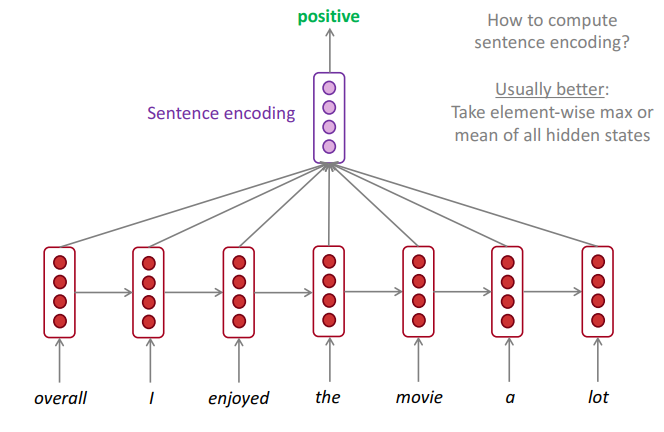 positive
How to compute
sentence encoding?
Sentence encoding
Usually better:
Take element-wise max or
mean of all hidden states
overall I enjoyed the movie a lot